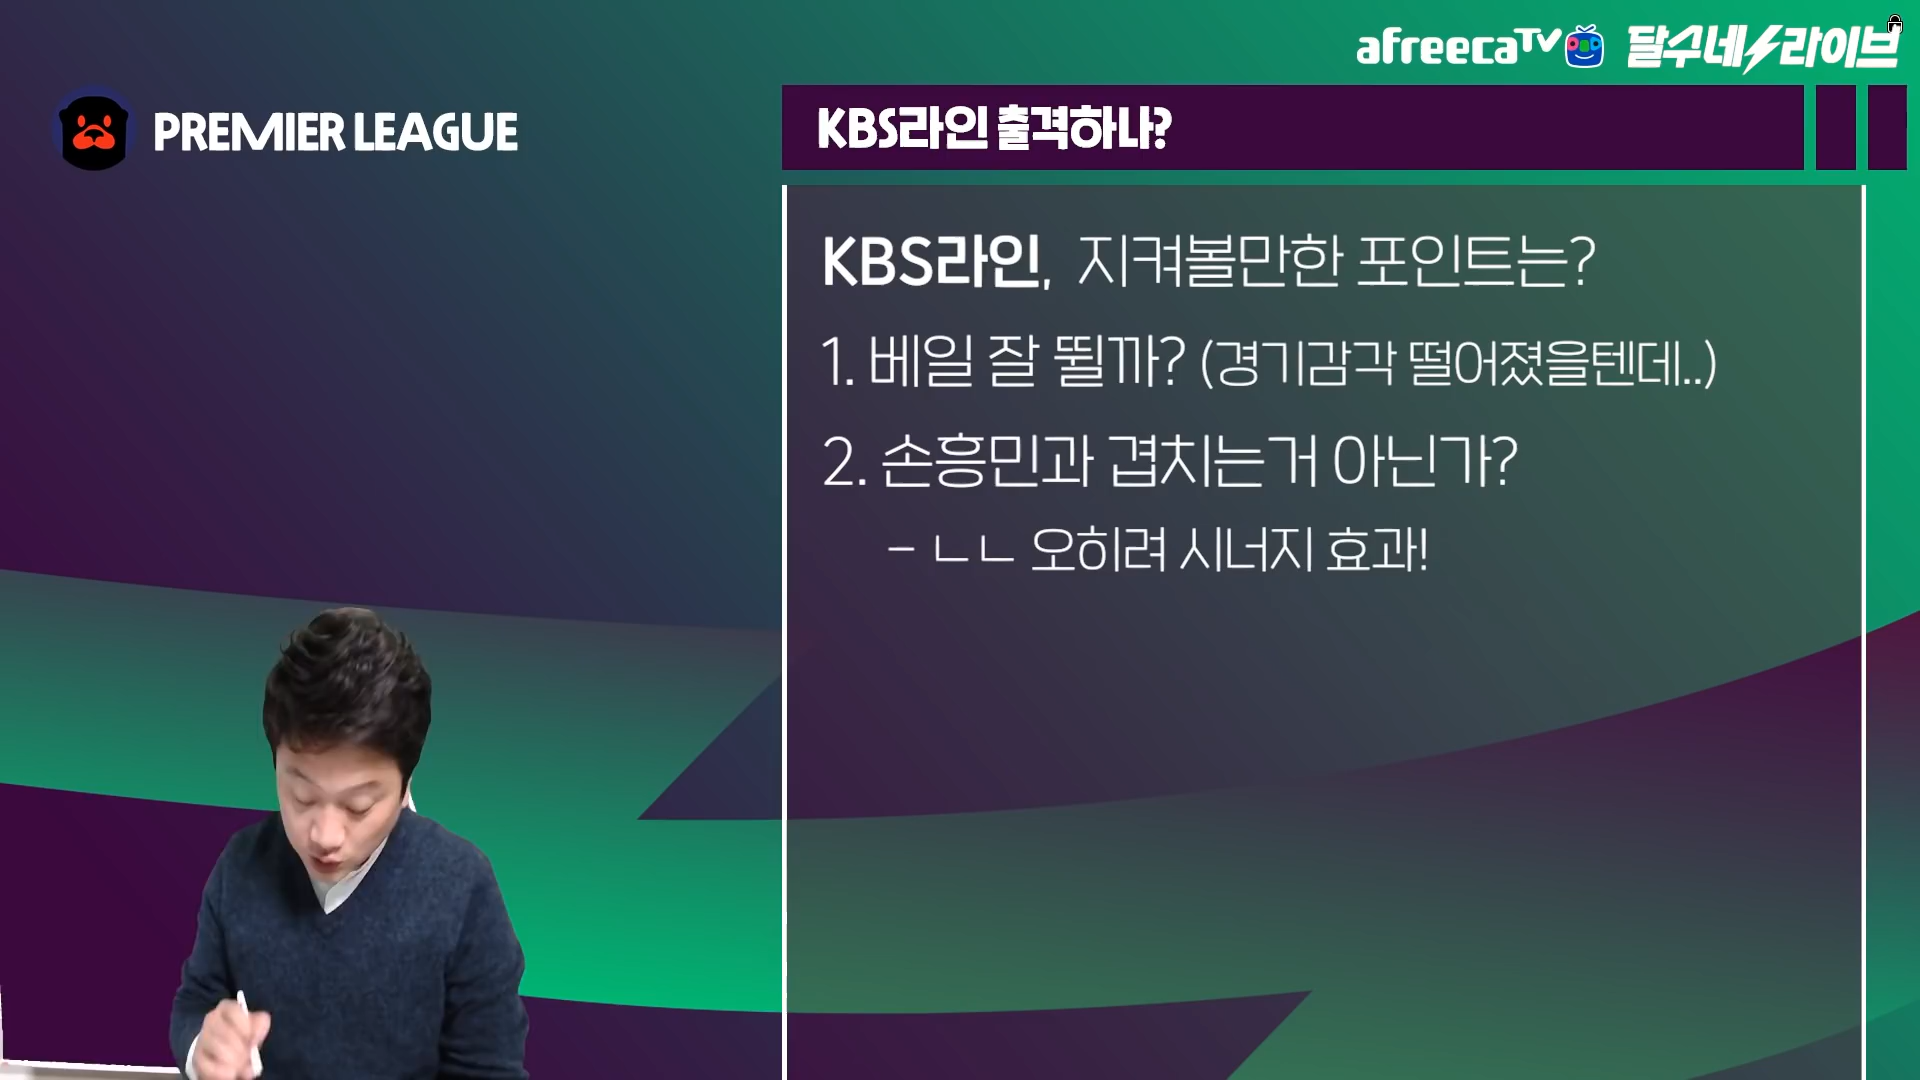 afreecaTV 달수네라이브
PREMIER LEAGUE
KBS라인 출격하나?
KBS라인, 지켜볼만한 포인트는?
1. 베일 잘 뛸까? (경기감각 떨어졌을텐데..)
2. 손흥민과 겹치는거 아닌가?
- ㄴㄴ 오히려 시너지 효과!